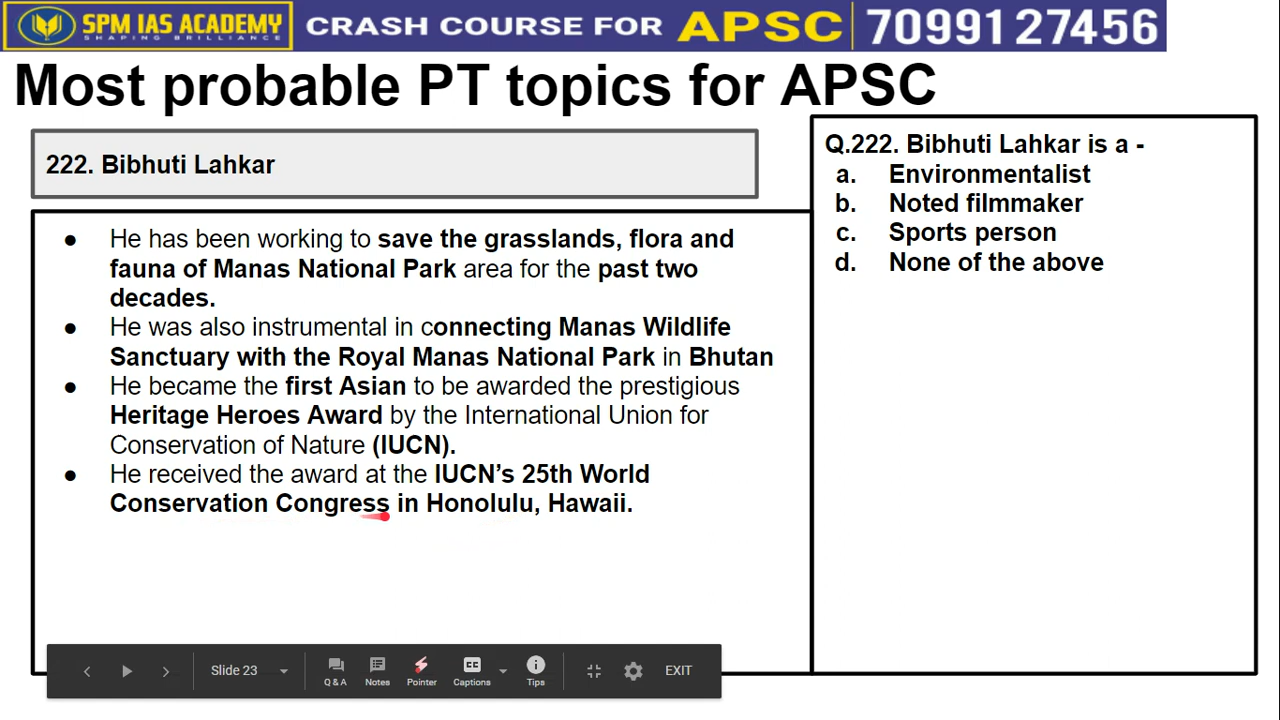 SPM IAS ACADEMY
SHAPING BRILLIANCE
CRASH COURSE FOR APSC 70991 27456
Most probable PT topics for APSC
222. Bibhuti Lahkar
● He has been working to save the grasslands, flora and
fauna of Manas National Park area for the past two
decades.
● He was also instrumental in connecting Manas Wildlife
Sanctuary with the Royal Manas National Park in Bhutan
● He became the first Asian to be awarded the prestigious
Heritage Heroes Award by the International Union for
Conservation of Nature (IUCN).
● He received the award at the IUCN’s 25th World
Conservation Congress in Honolulu, Hawaii.
Q.222. Bibhuti Lahkar is a -
a. Environmentalist
b. Noted filmmaker
c. Sports person
d. None of the above
Slide 23
Q & A Notes Pointer CC Captions Tips EXIT